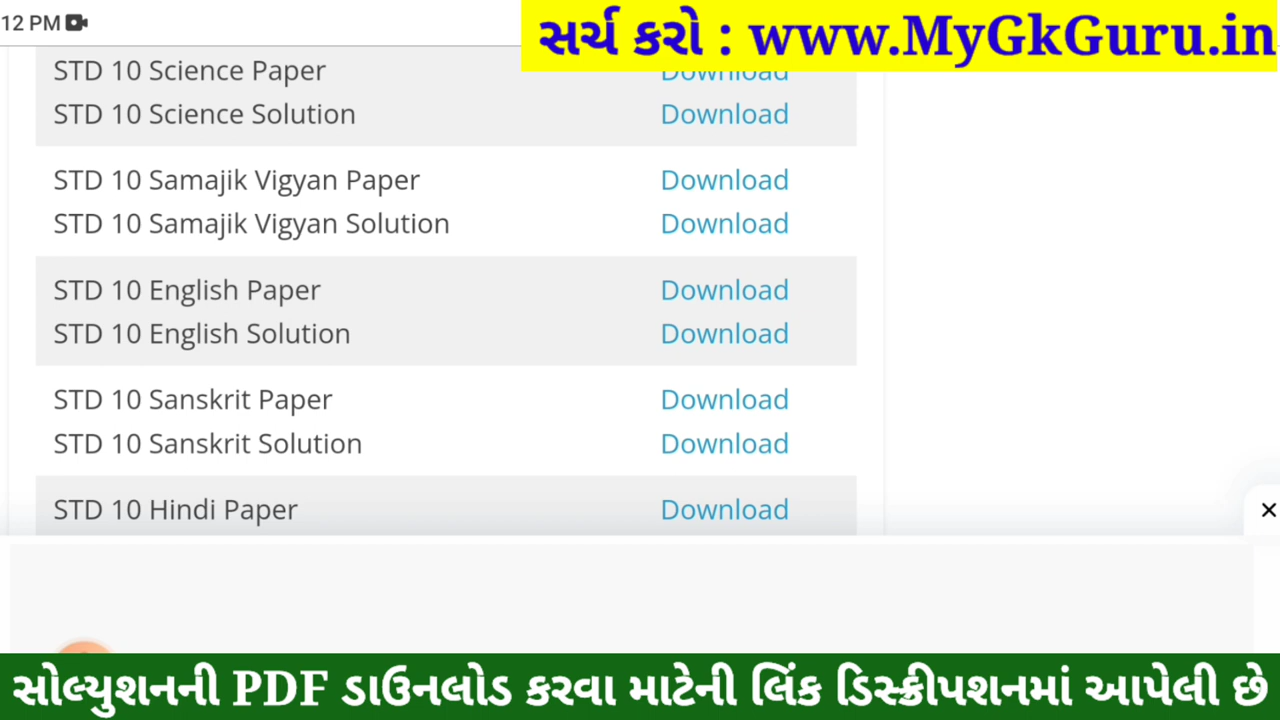 12 PM
સર્ચ કરો : www.MyGkGuru.in
STD 10 Science Paper Download
STD 10 Science Solution Download
STD 10 Samajik Vigyan Paper Download
STD 10 Samajik Vigyan Solution Download
STD 10 English Paper Download
STD 10 English Solution Download
STD 10 Sanskrit Paper Download
STD 10 Sanskrit Solution Download
STD 10 Hindi Paper Download
સોલ્યુશનની PDF ડાઉનલોડ કરવા માટેની લિંક ડિસ્ક્રીપશનમાં આપેલી છે